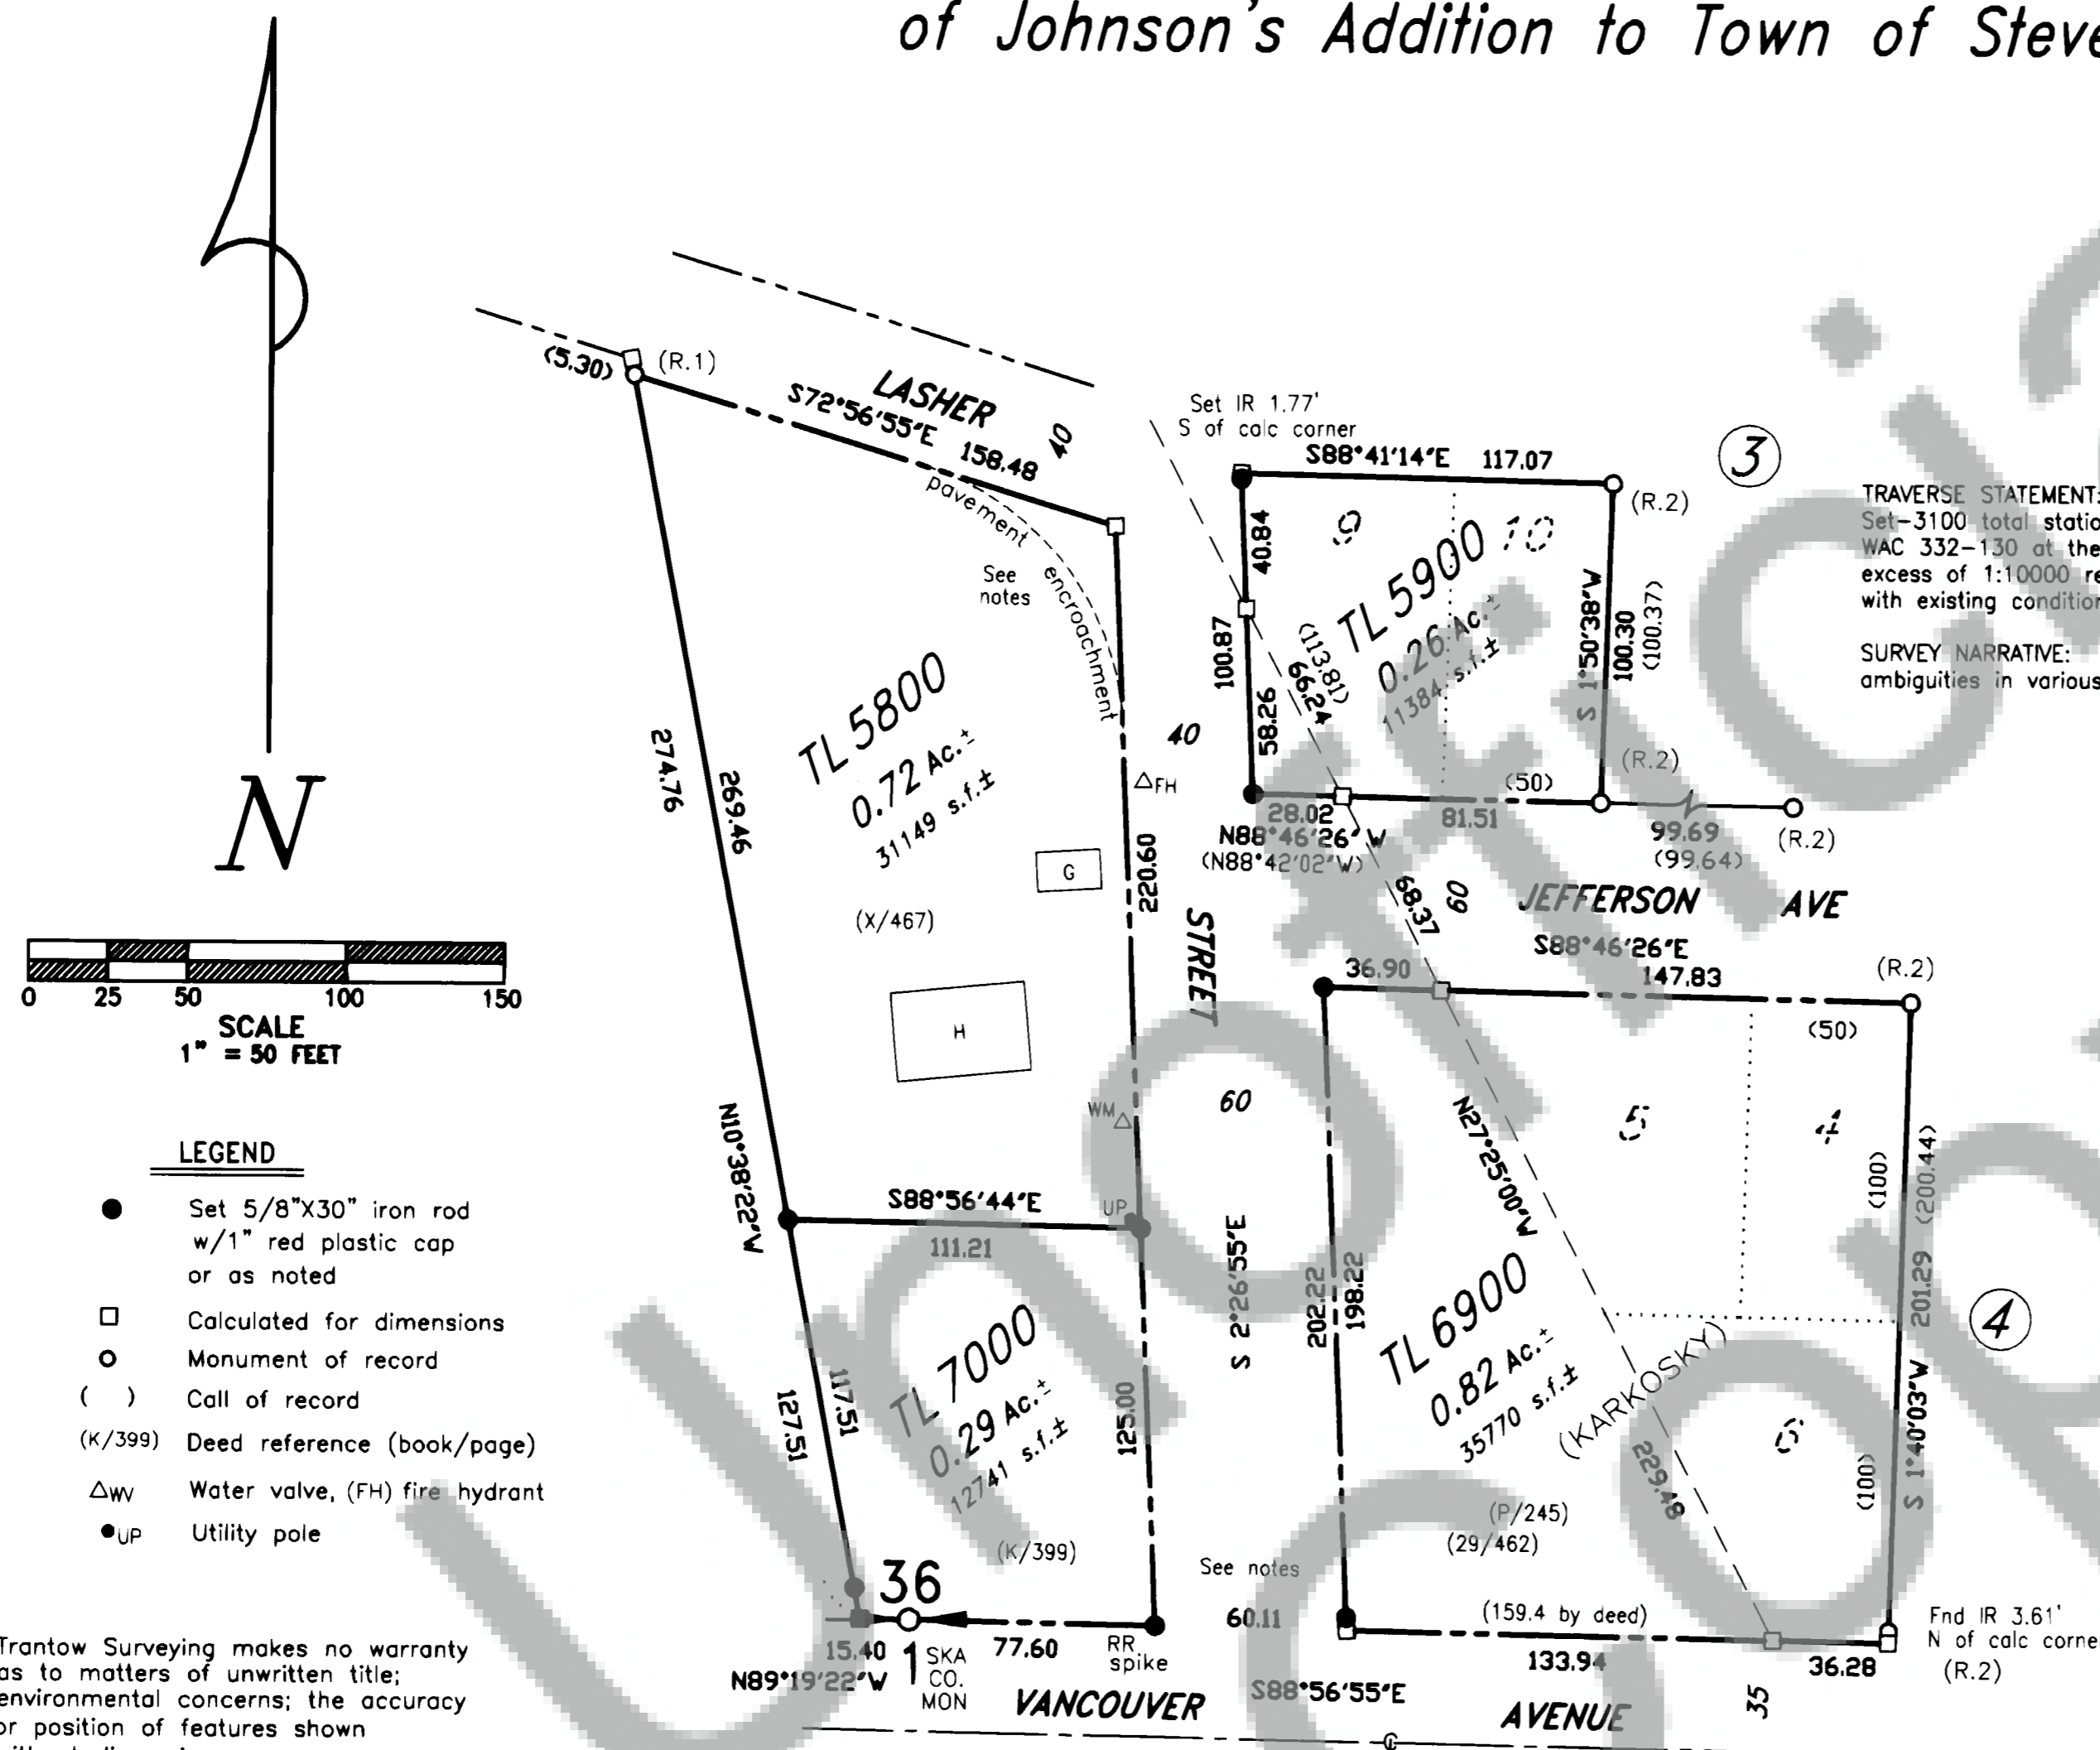 of Johnson's Addition to Town of Steve
(5.30)
(R.1)
LASHER
S72°56'55"E 158.48
40
pavement encroachment
See
notes
Set IR 1.77'
S of calc corner
S88°41'14"E 117.07
3
(R.2)
TRAVERSE STATEMENT:
Set-3100 total statio
WAC 332-130 at the
excess of 1:10000 re
with existing condition
SURVEY NARRATIVE:
ambiguities in various
40.84
9
10
TL 5900
0.26 Ac.±
11384 s.f.±
S 1°50'38"W
100.30
(100.37)
100.87
58.26
(113.81)
66.24
TL 5800
0.72 Ac.±
31149 s.f.±
40
FH
274.76
269.46
N
(R.2)
(50)
28.02
81.51
99.69
(99.64)
(R.2)
N88°46'26"W
(N88°42'02"W)
220.60
G
(X/467)
STREET
68.37
60
JEFFERSON AVE
S88°46'26"E
36.90
147.83
(R.2)
(50)
0 25 50 100 150
SCALE
1" = 50 FEET
H
WM
60
N27°25'00"W
5
4
(100)
201.29 (200.44)
LEGEND
Set 5/8"X30" iron rod
w/1" red plastic cap
or as noted
Calculated for dimensions
Monument of record
( ) Call of record
(K/399) Deed reference (book/page)
WV Water valve, (FH) fire hydrant
UP Utility pole
N10°38'22"W
S88°56'44"E
UP
111.21
S 2°26'55"E
202.22
198.22
TL 6900
0.82 Ac.±
35770 s.f.±
(KARKOSKY)
4
TL 7000
0.29 Ac.±
12741 s.f.±
117.51
127.51
125.00
229.48
6
(100)
S 1°40'03"W
(P/245)
(29/462)
(K/399)
36
See notes
60.11
(159.4 by deed)
Fnd IR 3.61'
N of calc corne
(R.2)
15.40
1
SKA
CO.
MON
77.60
RR
spike
133.94
36.28
N89°19'22"W
VANCOUVER
S88°56'55"E
AVENUE
35
Trantow Surveying makes no warranty
as to matters of unwritten title;
environmental concerns; the accuracy
or position of features shown